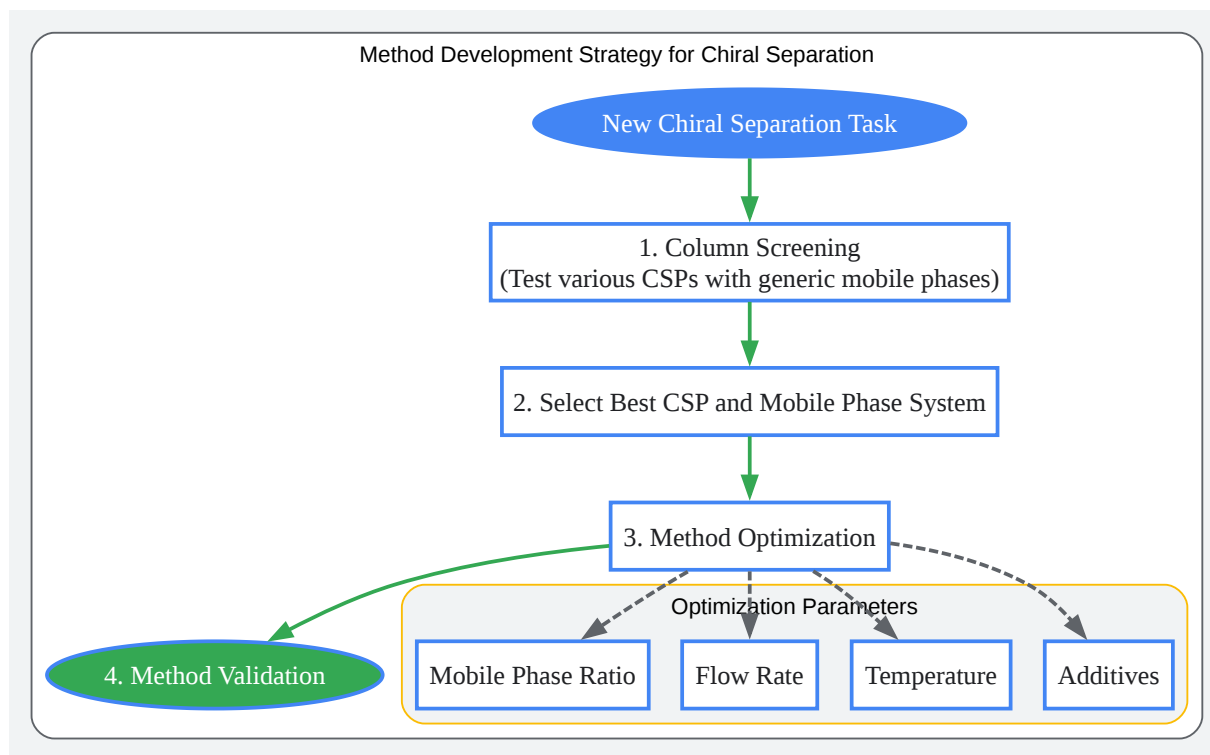 Method Development Strategy for Chiral Separation
New Chiral Separation Task
1. Column Screening
(Test various CSPs with generic mobile phases)
2. Select Best CSP and Mobile Phase System
3. Method Optimization
Optimization Parameters
4. Method Validation
Mobile Phase Ratio
Flow Rate
Temperature
Additives